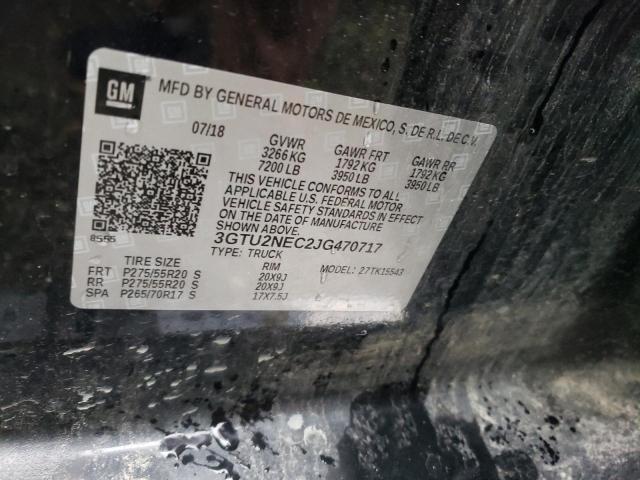 GM
MFD BY GENERAL MOTORS DE MEXICO, S. DE R.L. DE C.V.
07/18 GVWR GAWR FRT GAWR RR
3266 KG 1792 KG 1792 KG
7200 LB 3950 LB 3950 LB
THIS VEHICLE CONFORMS TO ALL
APPLICABLE U.S. FEDERAL MOTOR
VEHICLE SAFETY STANDARDS IN EFFECT
ON THE DATE OF MANUFACTURE
SHOWN ABOVE.
8555
3GTU2NEC2JG470717
TYPE: TRUCK MODEL: 27TK15543
TIRE SIZE RIM
FRT P275/55R20 S 20X9J
RR P275/55R20 S 20X9J
SPA P265/70R17 S 17X7.5J